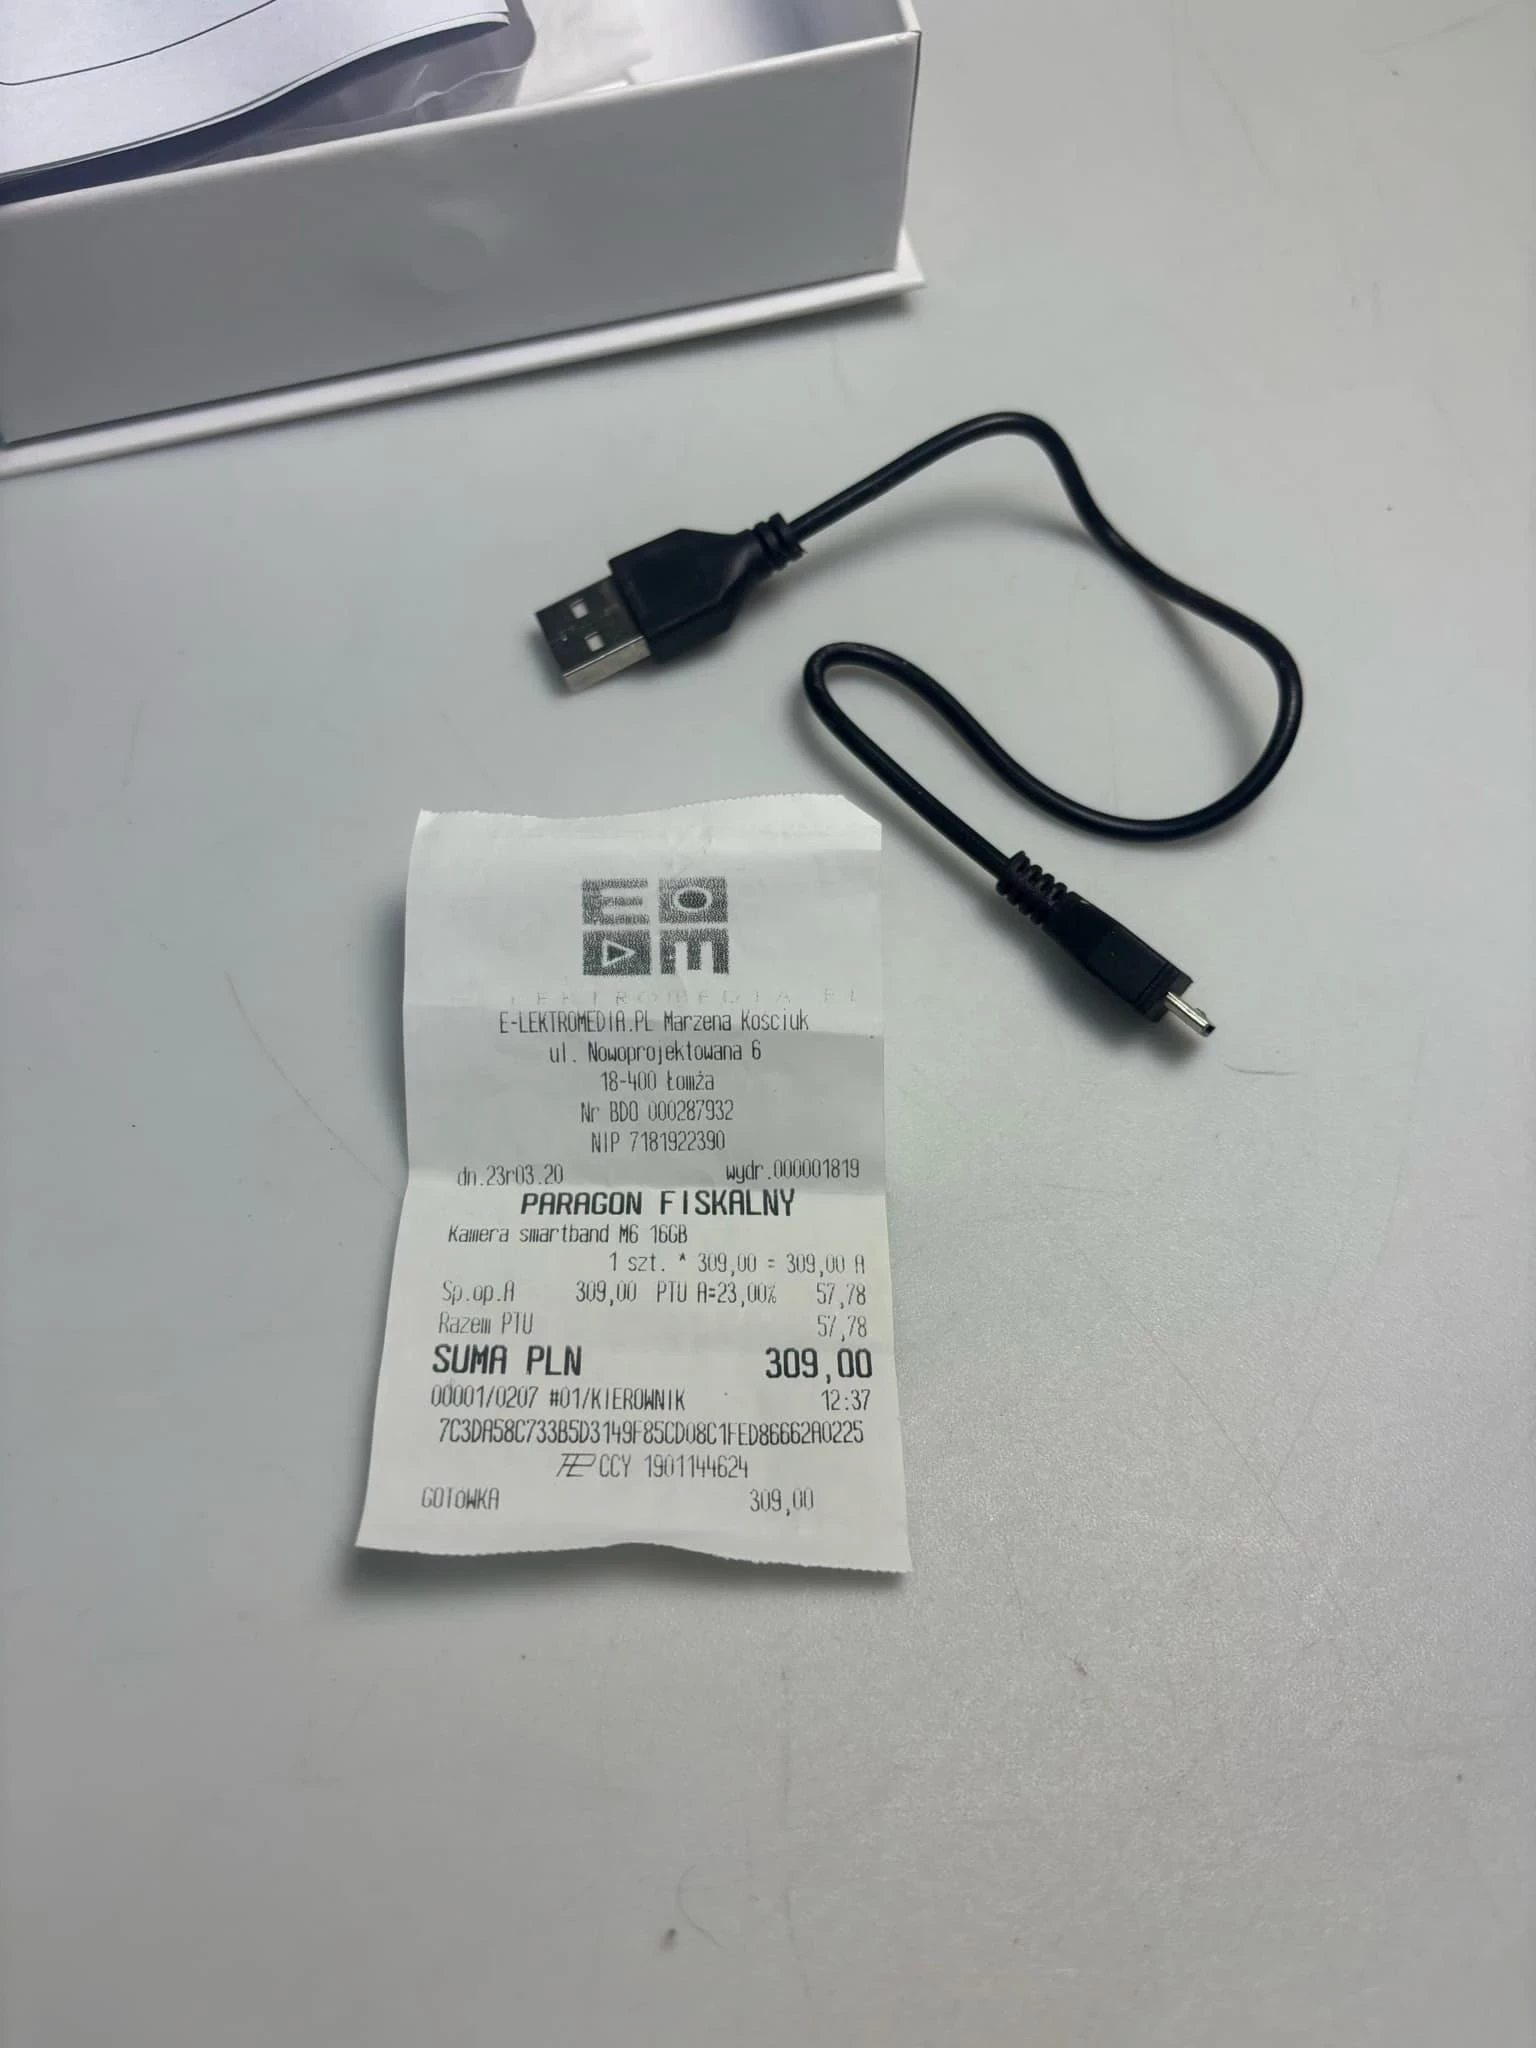 E-LEKTROMEDIA.PL Marzena Kościuk
ul. Nowoprojektowana 6
18-400 Łomża
Nr BDO 000287932
NIP 7181922390
dn.23r03.20 wydr.000001819
PARAGON FISKALNY
Kamera smartband M6 16GB
1 szt. * 309,00 = 309,00 A
Sp.op.A 309,00 PTU A=23,00% 57,78
Razem PTU 57,78
SUMA PLN 309,00
00001/0207 #01/KIEROWNIK 12:37
7C3DA58C733B5D3149F85CD08C1FED86662A0225
CCY 1901144624
GOTÓWKA 309,00